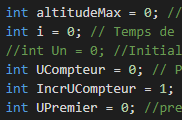 int altitudeMax = 0; //
int i = 0; // Temps de
//int Un = 0; //Initial
int UCompteur = 0; // P
int IncrUCompteur = 1;
int UPremier = 0; //pre